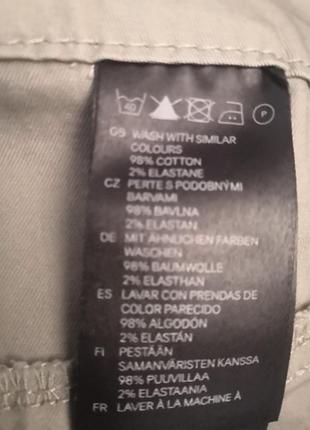 40 P
GB WASH WITH SIMILAR
COLOURS
98% COTTON
2% ELASTANE
CZ PERTE S PODOBNÝMI
BARVAMI
98% BAVLNA
2% ELASTAN
DE MIT ÄHNLICHEN FARBEN
WASCHEN
98% BAUMWOLLE
2% ELASTHAN
ES LAVAR CON PRENDAS DE
COLOR PARECIDO
98% ALGODÓN
2% ELASTÁN
FI PESTÄÄN
SAMANVÄRISTEN KANSSA
98% PUUVILLAA
2% ELASTAANIA
FR LAVER À LA MACHINE À